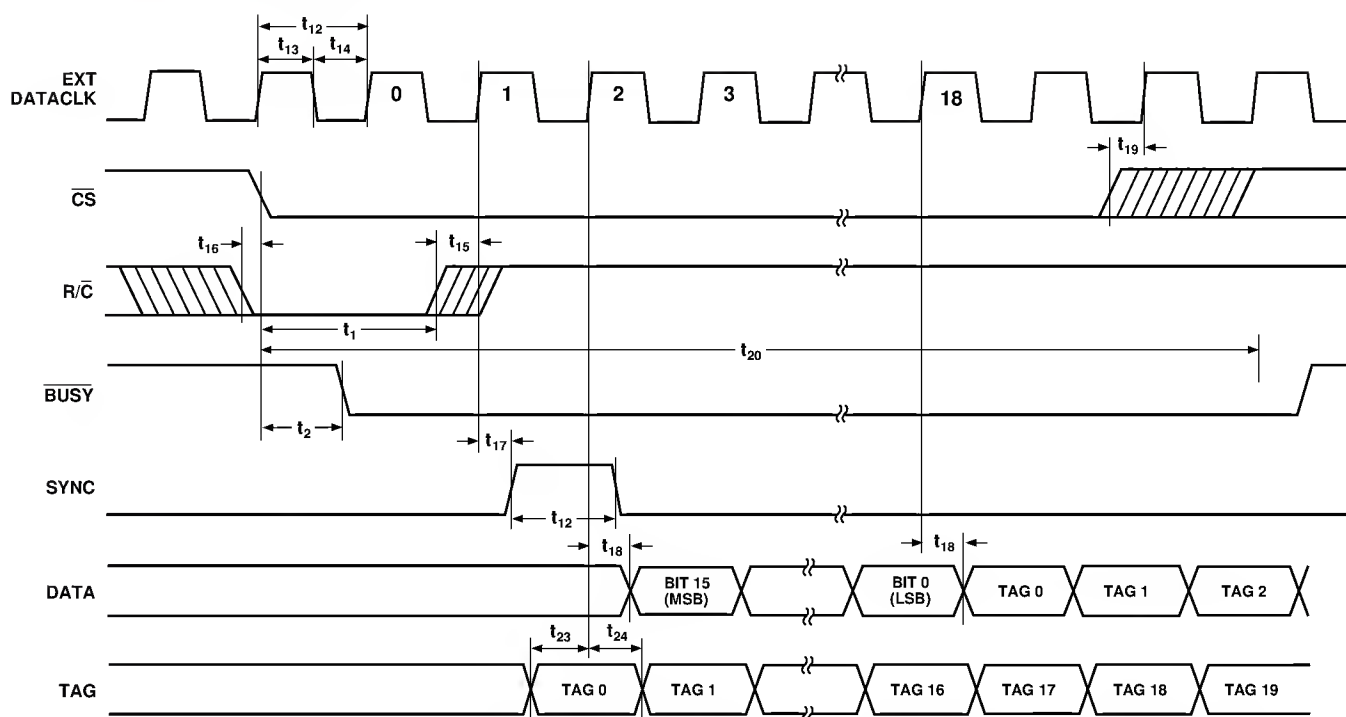 t12
t13 t14
EXT
DATACLK
0 1 2 3 18
t19
CS
t16 t15
R/C
t1
t20
BUSY
t2
t17
SYNC
t12
t18 t18
DATA
BIT 15
(MSB)
BIT 0
(LSB)
TAG 0 TAG 1 TAG 2
t23 t24
TAG
TAG 0 TAG 1 TAG 16 TAG 17 TAG 18 TAG 19